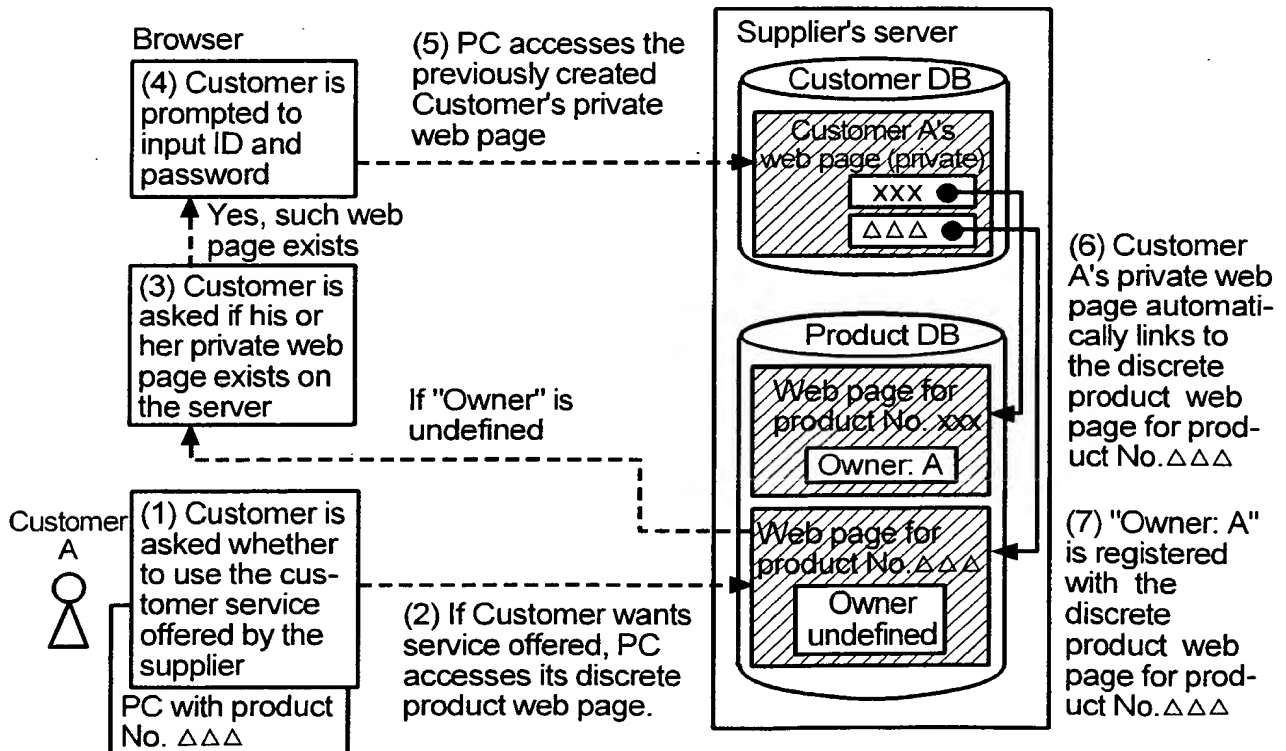 Browser
(4) Customer is
prompted to
input ID and
password
Yes, such web
page exists
(3) Customer is
asked if his or
her private web
page exists on
the server
Customer
A
(1) Customer is
asked whether
to use the cus-
tomer service
offered by the
supplier
PC with product
No. △△△
(5) PC accesses the
previously created
Customer's private
web page
If "Owner" is
undefined
(2) If Customer wants
service offered, PC
accesses its discrete
product web page.
Supplier's server
Customer DB
Customer A's
web page (private)
xxx
△△△
Product DB
Web page for
product No. xxx
Owner: A
Web page for
product No.△△△
Owner
undefined
(6) Customer
A's private web
page automati-
cally links to
the discrete
product web
page for prod-
uct No.△△△
(7) "Owner: A"
is registered
with the
discrete
product web
page for prod-
uct No.△△△